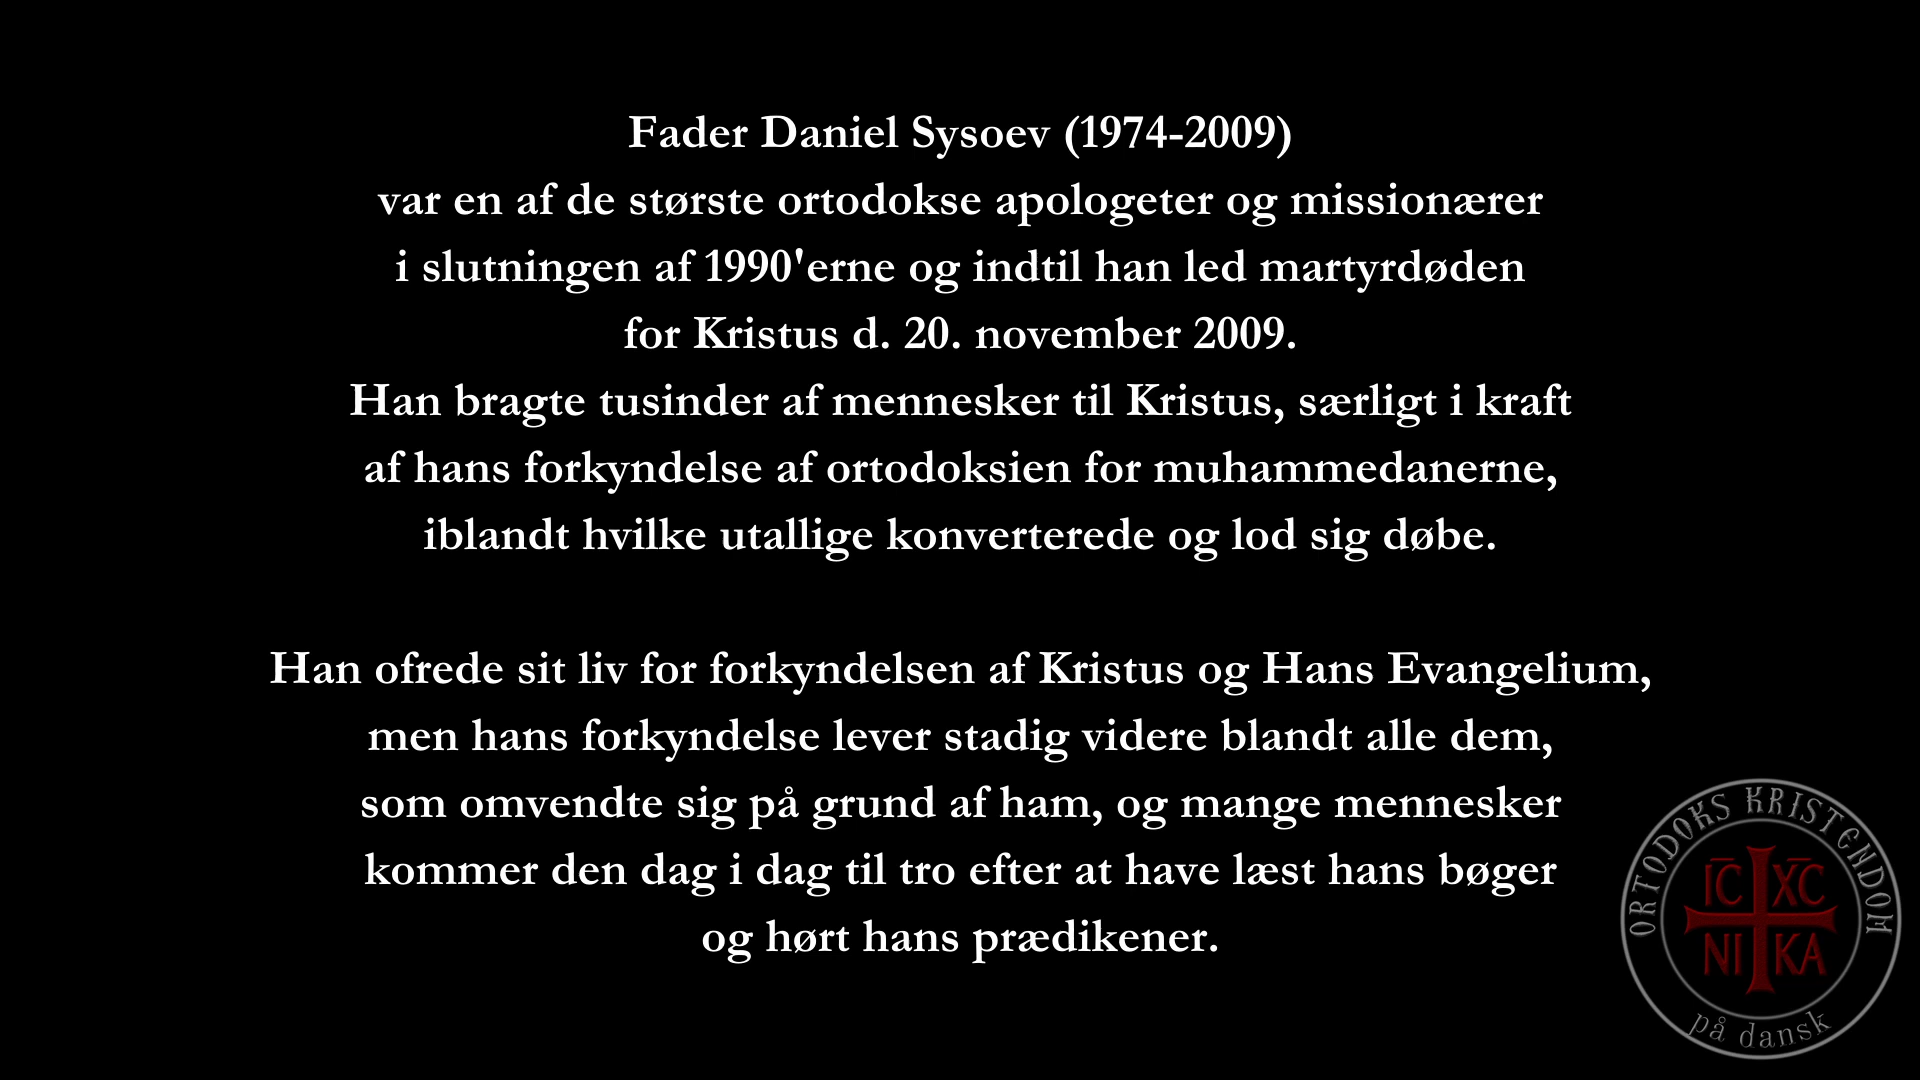 Fader Daniel Sysoev (1974-2009)
var en af de største ortodokse apologeter og missionærer
i slutningen af 1990'erne og indtil han led martyrdøden
for Kristus d. 20. november 2009.
Han bragte tusinder af mennesker til Kristus, særligt i kraft
af hans forkyndelse af ortodoksien for muhammedanerne,
iblandt hvilke utallige konverterede og lod sig døbe.
Han ofrede sit liv for forkyndelsen af Kristus og Hans Evangelium,
men hans forkyndelse lever stadig videre blandt alle dem,
som omvendte sig på grund af ham, og mange mennesker
kommer den dag i dag til tro efter at have læst hans bøger
og hørt hans prædikener.
ORTODOKS KRISTENDOM
IC XC
NI KA
på dansk